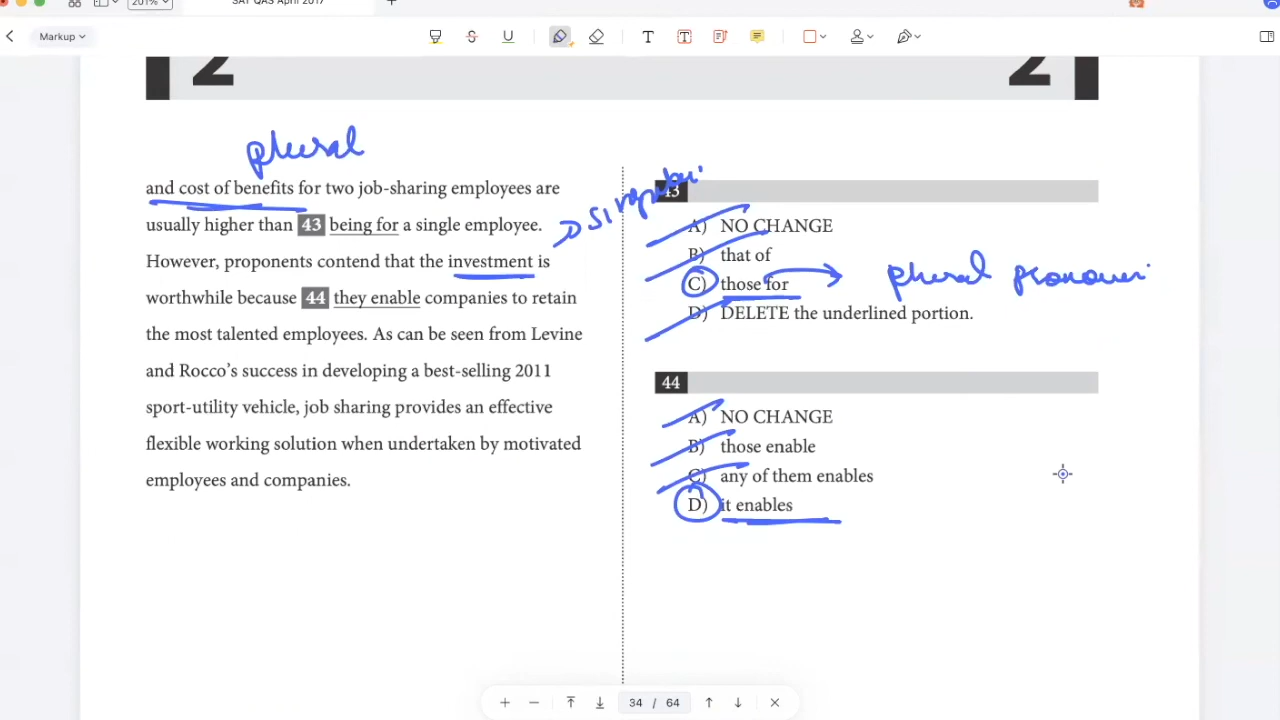 201%
SAT QAS April 2017
Markup
2
2
plural
and cost of benefits for two job-sharing employees are
usually higher than 43 being for a single employee.
However, proponents contend that the investment is
worthwhile because 44 they enable companies to retain
the most talented employees. As can be seen from Levine
and Rocco's success in developing a best-selling 2011
sport-utility vehicle, job sharing provides an effective
flexible working solution when undertaken by motivated
employees and companies.
singular
43
A) NO CHANGE
B) that of
C) those for
plural pronoun
D) DELETE the underlined portion.
44
A) NO CHANGE
B) those enable
C) any of them enables
D) it enables
34 / 64